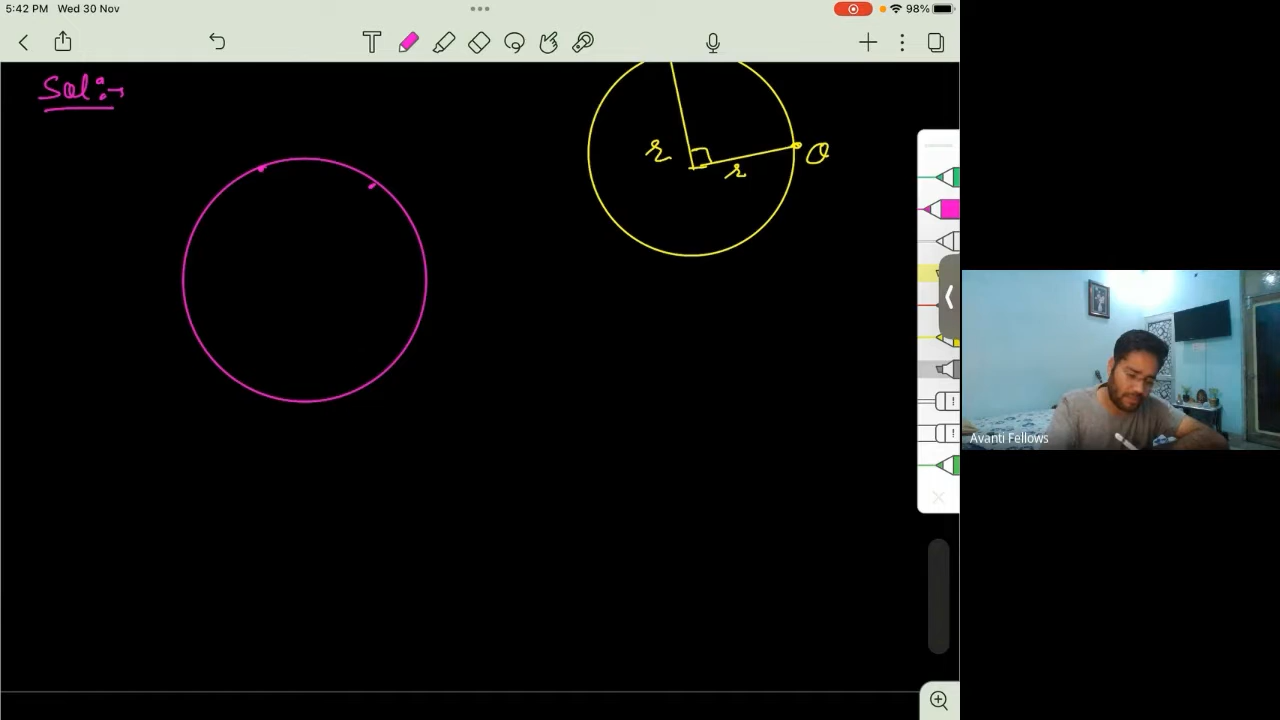 5:42 PM Wed 30 Nov
98%
T
Sol:→
r
r
Q
Avanti Fellows